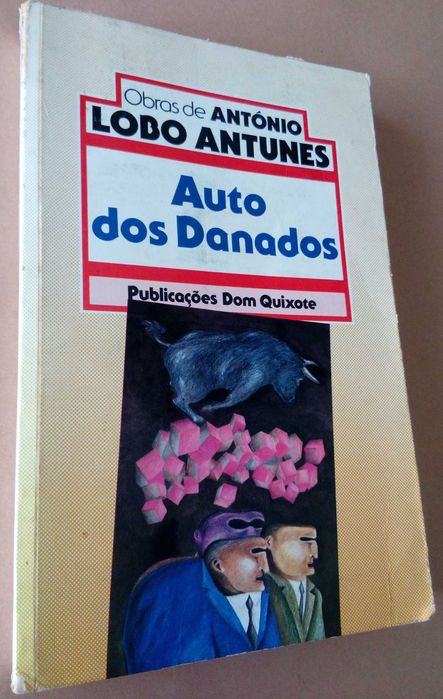 Obras de ANTÓNIO
LOBO ANTUNES
Auto
dos Danados
Publicações Dom Quixote